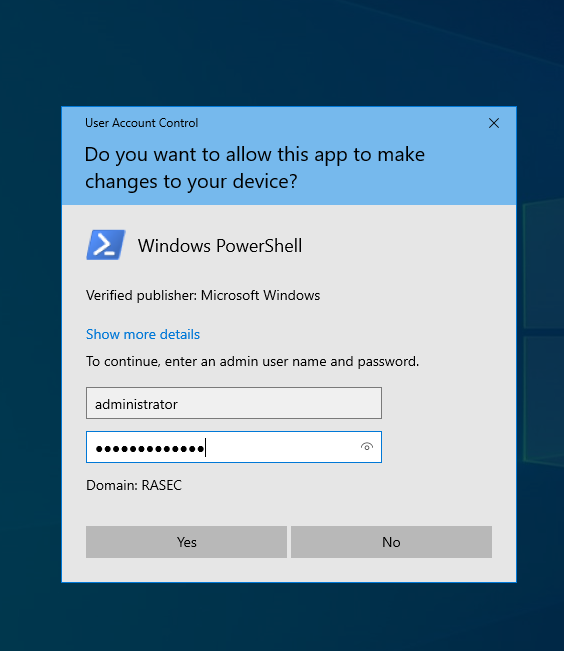 User Account Control
Do you want to allow this app to make
changes to your device?
Windows PowerShell
Verified publisher: Microsoft Windows
Show more details
To continue, enter an admin user name and password.
administrator
●●●●●●●●●●●●●
Domain: RASEC
Yes
No